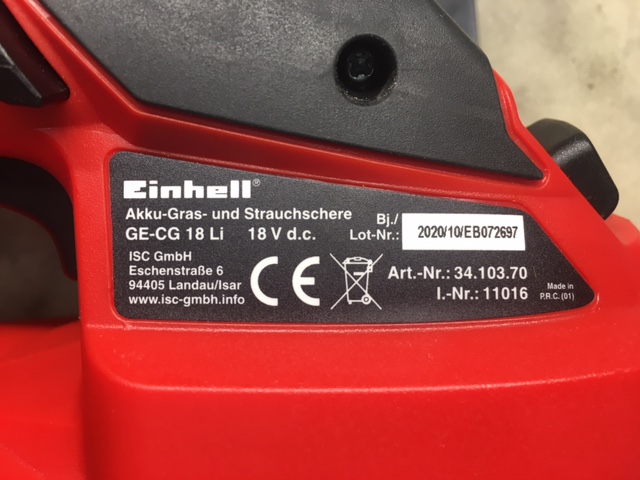 Einhell®
Akku-Gras- und Strauchschere
GE-CG 18 Li 18 V d.c.
Bj./
Lot-Nr.: 2020/10/EB072697
ISC GmbH
Eschenstraße 6
94405 Landau/Isar
www.isc-gmbh.info
CE
Art.-Nr.: 34.103.70
I.-Nr.: 11016
Made in
P.R.C. (01)